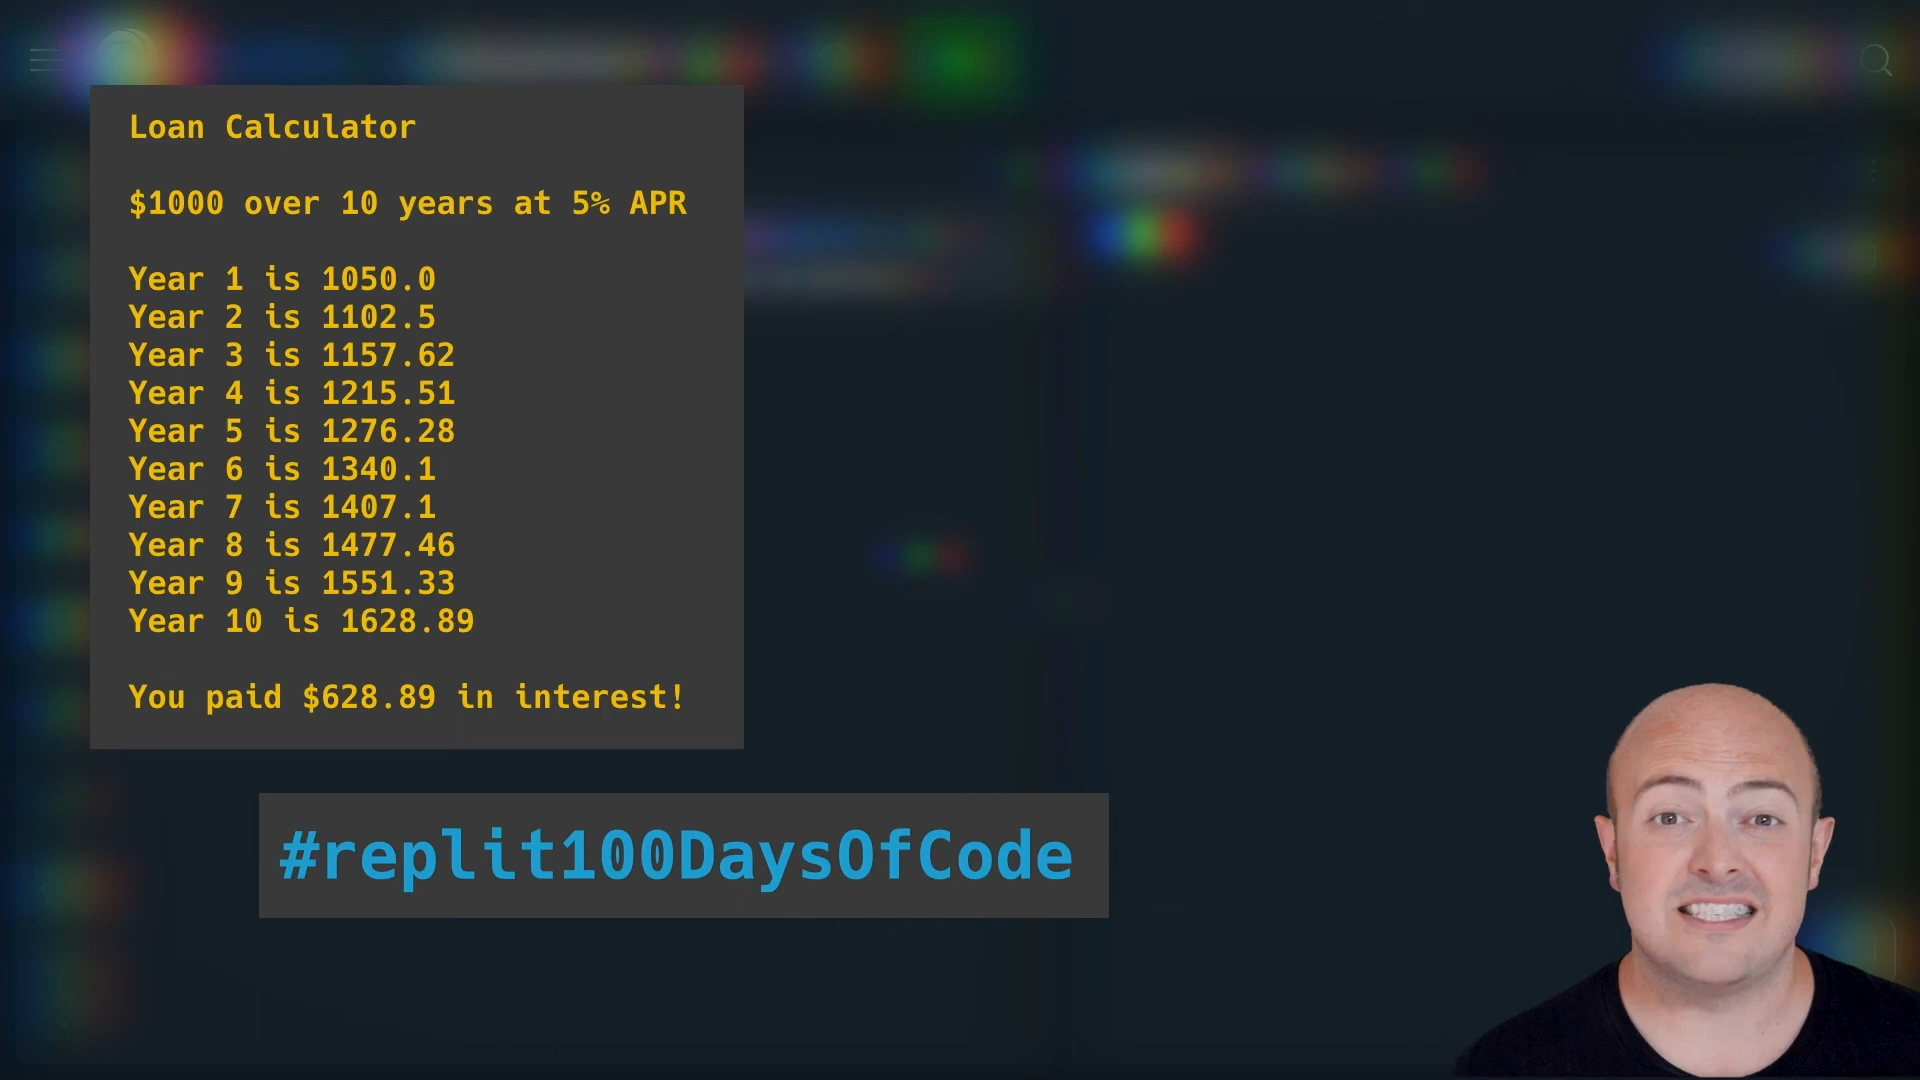 Loan Calculator
$1000 over 10 years at 5% APR
Year 1 is 1050.0
Year 2 is 1102.5
Year 3 is 1157.62
Year 4 is 1215.51
Year 5 is 1276.28
Year 6 is 1340.1
Year 7 is 1407.1
Year 8 is 1477.46
Year 9 is 1551.33
Year 10 is 1628.89
You paid $628.89 in interest!
#replit100DaysOfCode